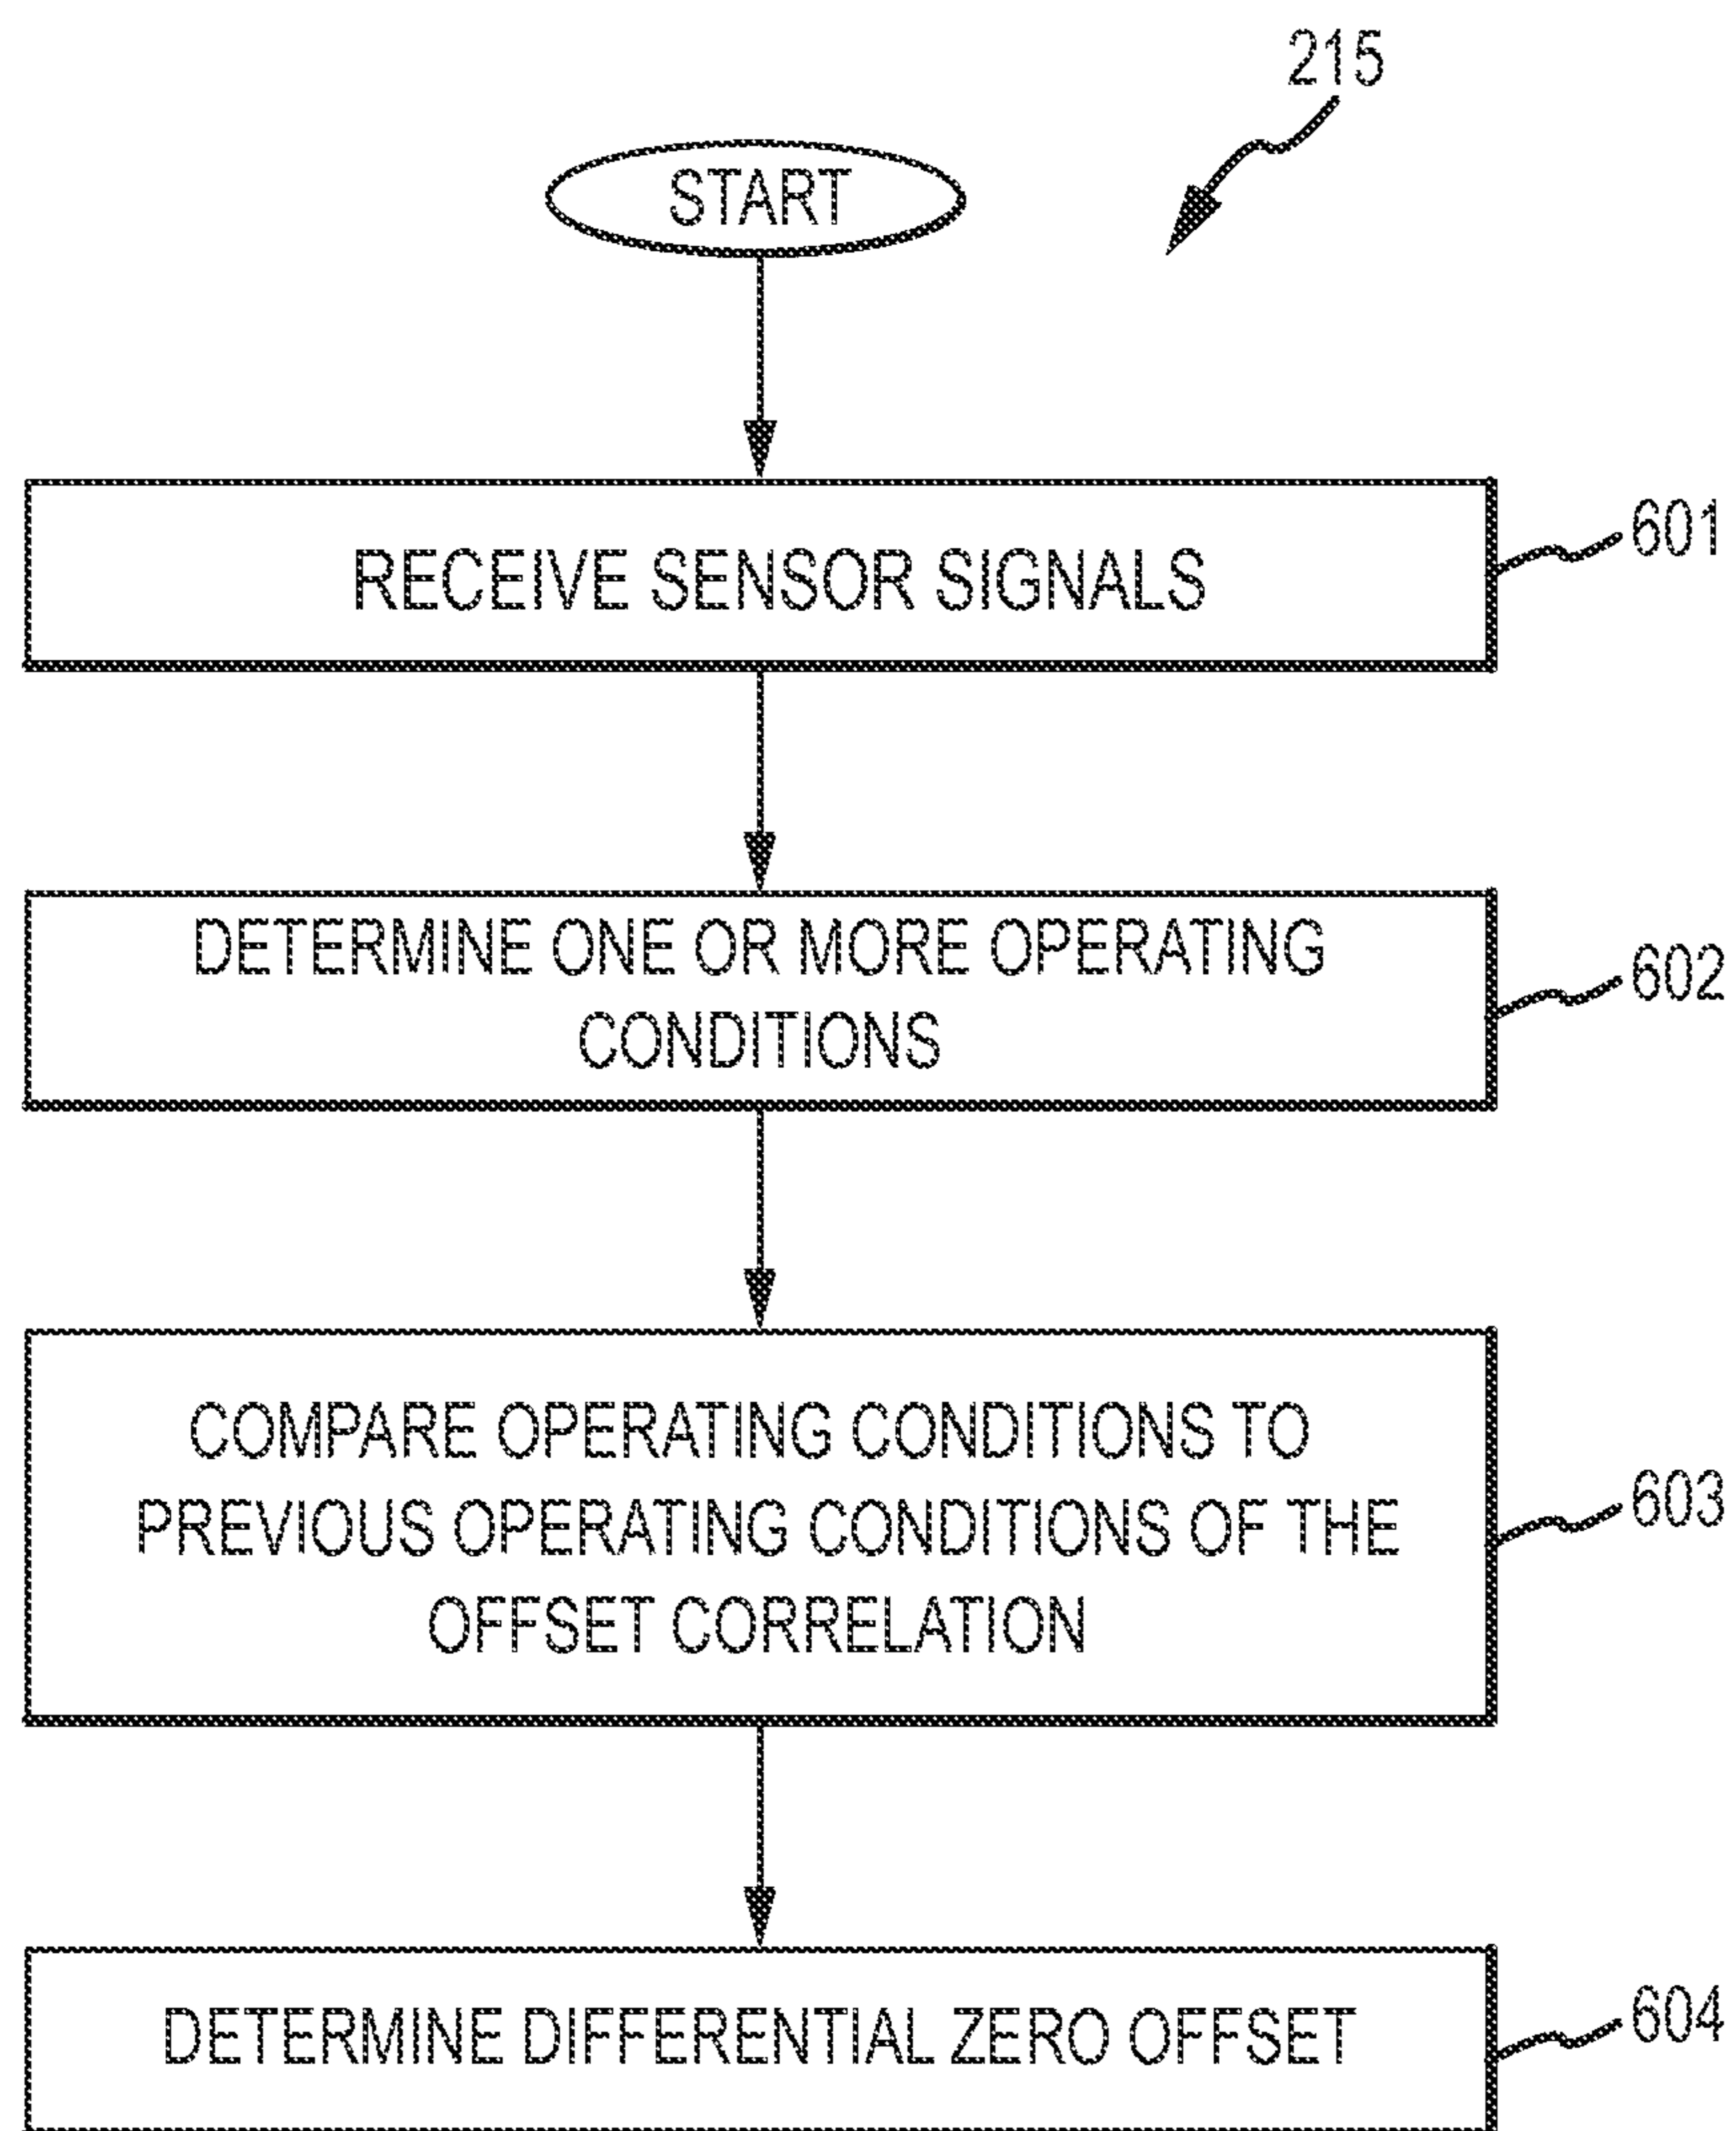 215
START
RECEIVE SENSOR SIGNALS
601
DETERMINE ONE OR MORE OPERATING
CONDITIONS
602
COMPARE OPERATING CONDITIONS TO
PREVIOUS OPERATING CONDITIONS OF THE
OFFSET CORRELATION
603
DETERMINE DIFFERENTIAL ZERO OFFSET
604